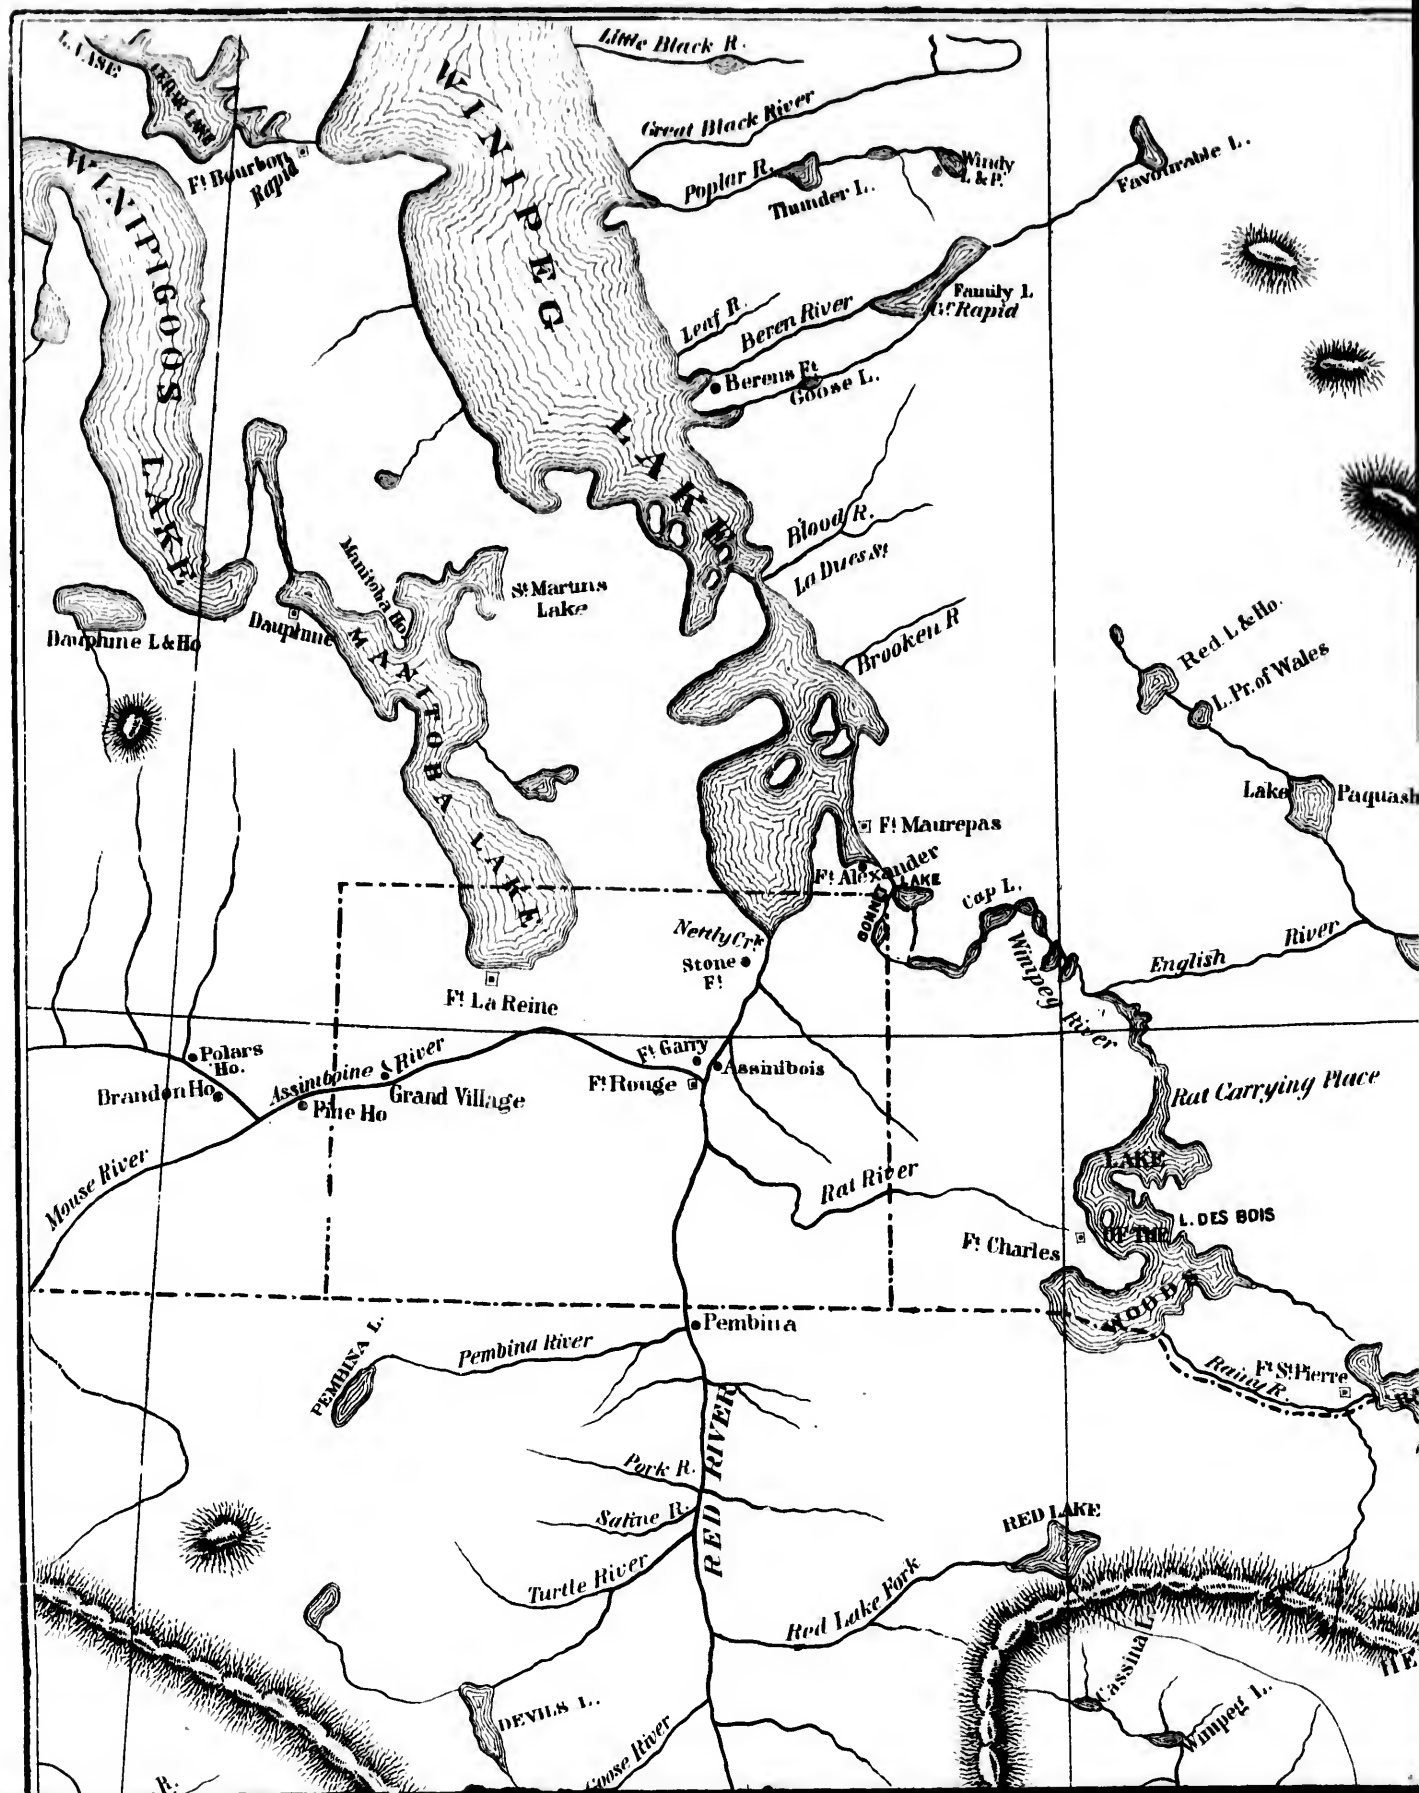 L. VASE
CEDAR LAKE
WINIPEG LAKE
Little Black R.
Great Black River
Ft Bourbon
Rapid
WINIPIGOOS LAKE
Poplar R.
Thunder L.
Windy
L & P.
Favourable L.
Leaf R.
Beren River
Family L
Gt Rapid
Berens Ft
Goose L.
Blood R.
La Dues St
Manitoba Ho.
St Martins
Lake
Dauphine L & Ho
Dauphine
MANITOBA LAKE
Brooken R
Red. L & Ho.
L. Pr. of Wales
Lake Paquash
Ft Maurepas
Ft Alexander
BONNET LAKE
Cap L.
Nettly Crk
Stone
Ft
Winipeg River
English River
Ft La Reine
Polars
Ho.
Brandon Ho.
Assiniboine River
Pine Ho
Grand Village
Ft Garry
Ft Rouge
Assinibois
Rat Carrying Place
Mouse River
Rat River
LAKE
OF THE
WOODS
L. DES BOIS
Ft Charles
Pembina
PEMBINA L.
Pembina River
Rainy R.
Ft St Pierre
RED RIVER
Pork R.
Saline R.
RED LAKE
Turtle River
Red Lake Fork
DEVILS L.
Goose River
Cassina L
Winipeg L.
HE
R.